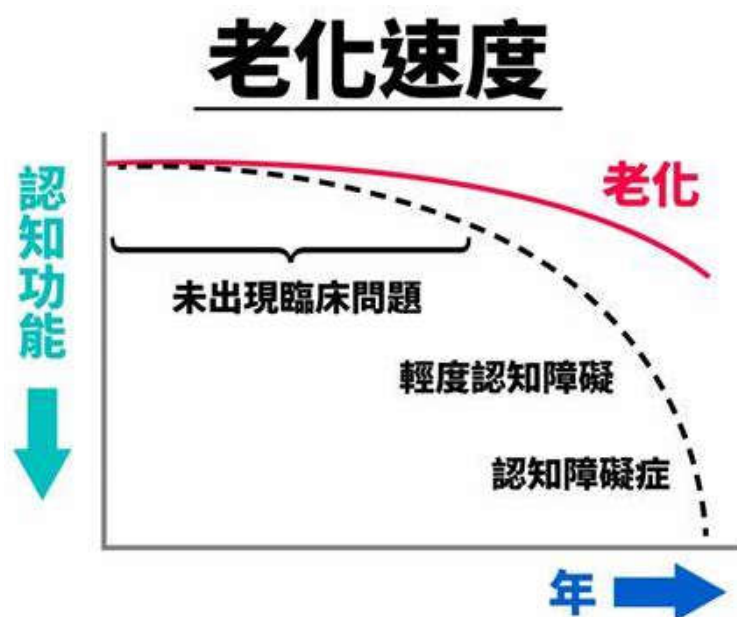 老化速度
認知功能
老化
未出現臨床問題
輕度認知障礙
認知障礙症
年